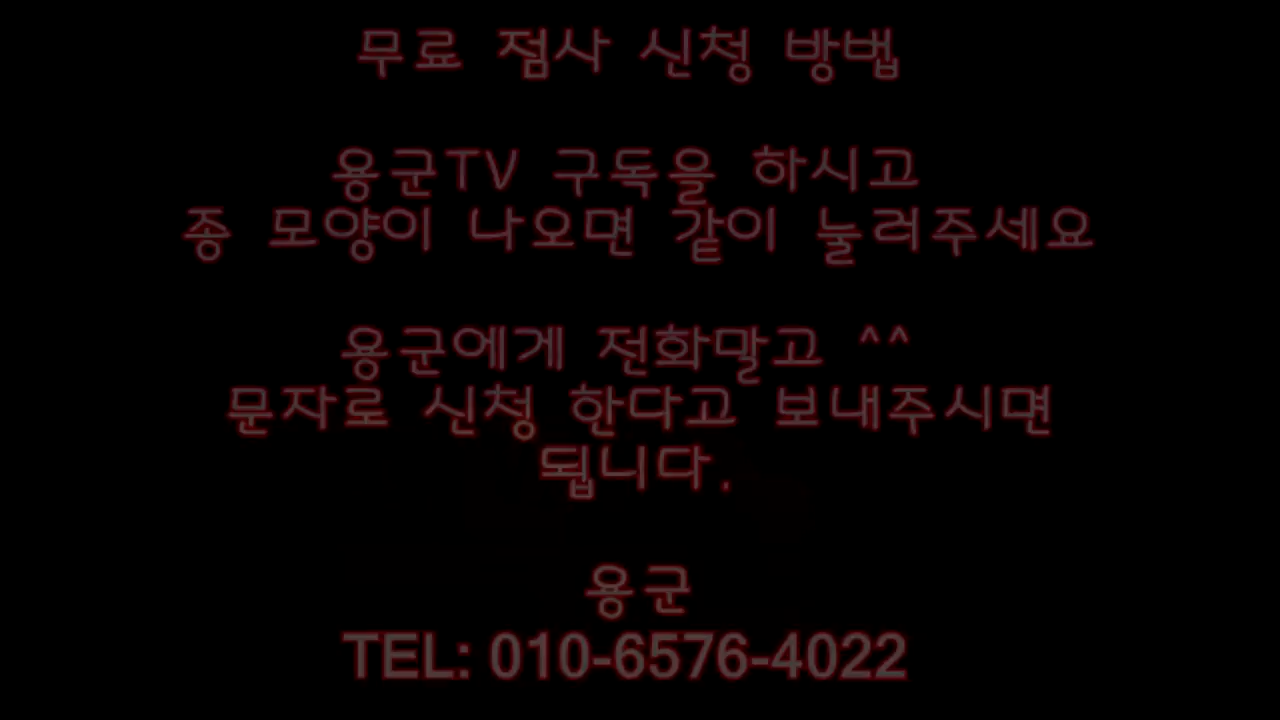 무료 점사 신청 방법
용군TV 구독을 하시고
종 모양이 나오면 같이 눌러주세요
용군에게 전화말고 ^^
문자로 신청 한다고 보내주시면
됩니다.
용군
TEL: 010-6576-4022